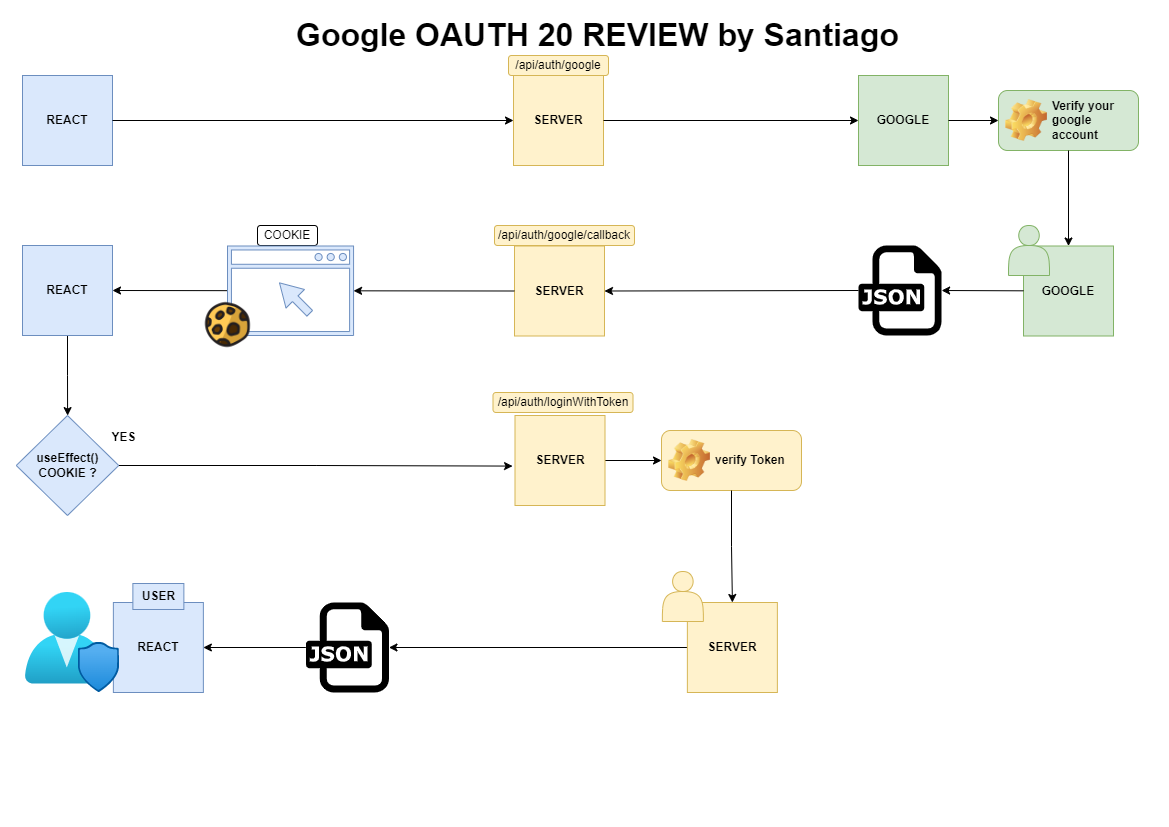 Google OAUTH 20 REVIEW by Santiago
/api/auth/google
REACT
SERVER
GOOGLE
Verify your
google
account
COOKIE
/api/auth/google/callback
REACT
SERVER
JSON
GOOGLE
/api/auth/loginWithToken
YES
useEffect()
COOKIE ?
SERVER
verify Token
USER
REACT
JSON
SERVER